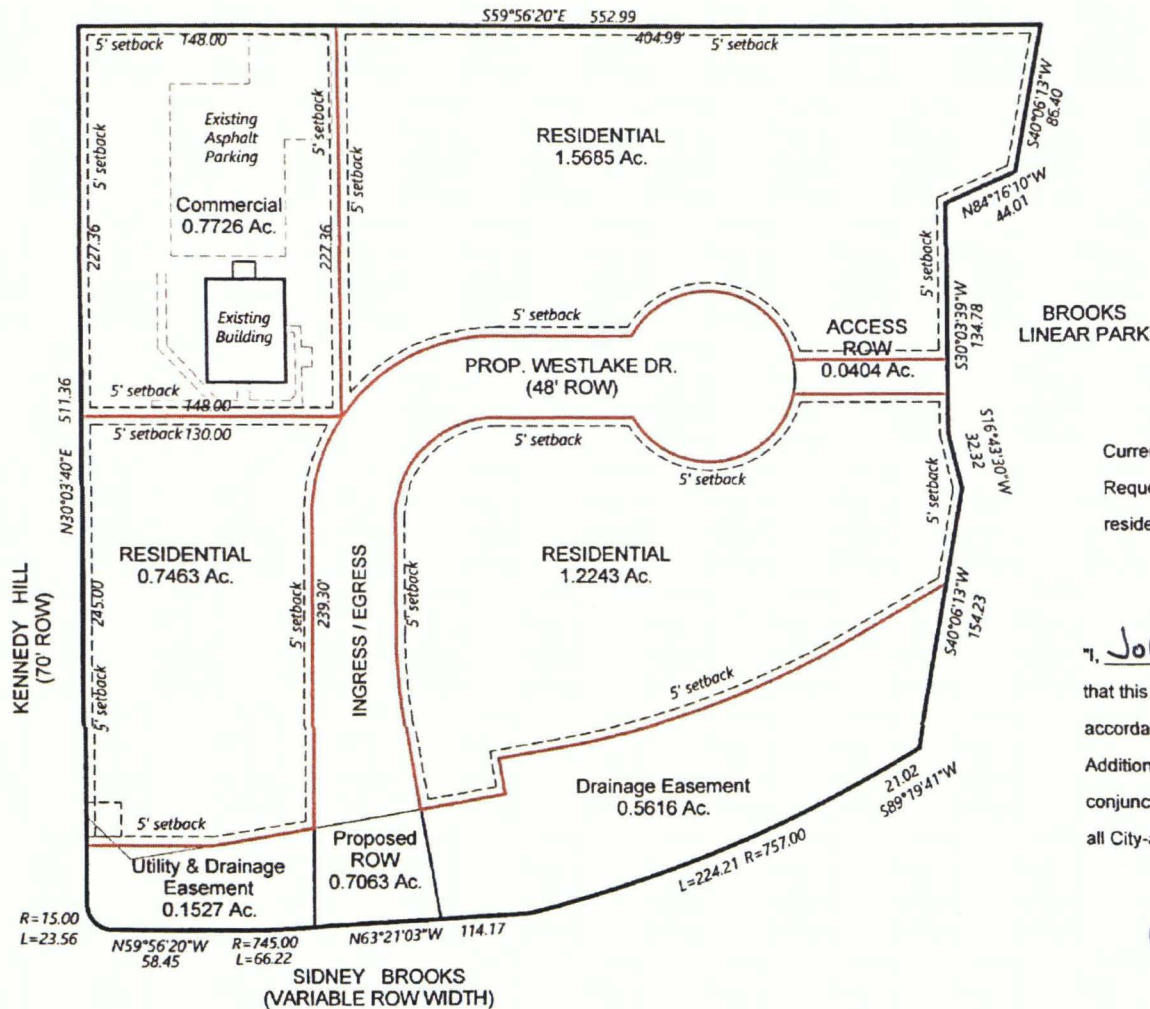 S59°56'20"E 552.99
5' setback
148.00
404.99'
5' setback
S40°06'13"W
86.40
5' setback
Existing
Asphalt
Parking
5' setback
5' setback
RESIDENTIAL
1.5685 Ac.
N84°16'10"W
44.01
Commercial
0.7726 Ac.
227.36
227.36
5' setback
S30°03'39"W
134.78
BROOKS
LINEAR PARK
Existing
Building
5' setback
ACCESS
ROW
0.0404 Ac.
PROP. WESTLAKE DR.
(48' ROW)
5' setback
148.00
511.36
N30°03'40"E
5' setback
130.00
5' setback
5' setback
S16°43'30"W
32.32
5' setback
Curre
Reque
reside
RESIDENTIAL
0.7463 Ac.
RESIDENTIAL
1.2243 Ac.
KENNEDY HILL
(70' ROW)
245.00
5' setback
5' setback
239.30'
INGRESS / EGRESS
5' setback
S40°06'13"W
154.23
"I,
that this
accorda
Addition
conjunc
all City-a
5' setback
Drainage Easement
0.5616 Ac.
21.02
S89°19'41"W
5' setback
Utility & Drainage
Easement
0.1527 Ac.
Proposed
ROW
0.7063 Ac.
L=224.21 R=757.00
R=15.00
L=23.56
N59°56'20"W
58.45
R=745.00
L=66.22
N63°21'03"W 114.17
SIDNEY BROOKS
(VARIABLE ROW WIDTH)